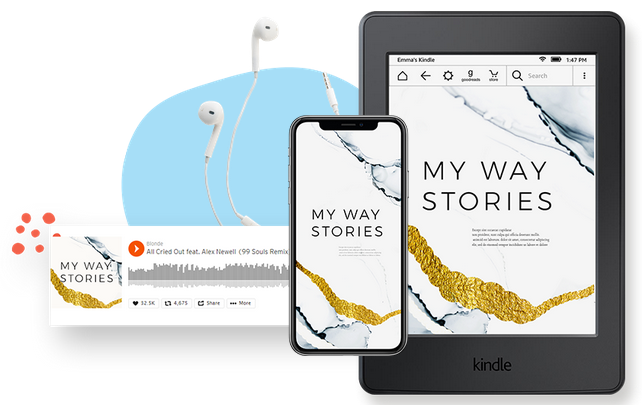 Emma's Kindle
1:47 PM
goodreads
store
Search
MY WAY
STORIES
kindle
MY WAY
STORIES
MY WAY
STORIES
Blonde
All Cried Out feat. Alex Newell (99 Souls Remix
32.5K
4,675
Share
More